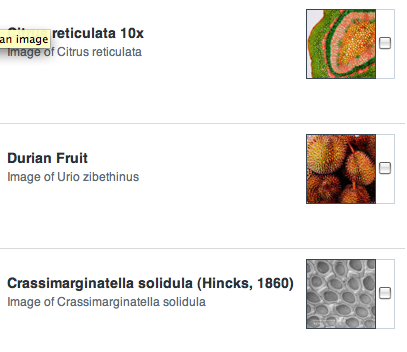 reticulata 10x
an image
Image of Citrus reticulata
Durian Fruit
Image of Urio zibethinus
Crassimarginatella solidula (Hincks, 1860)
Image of Crassimarginatella solidula